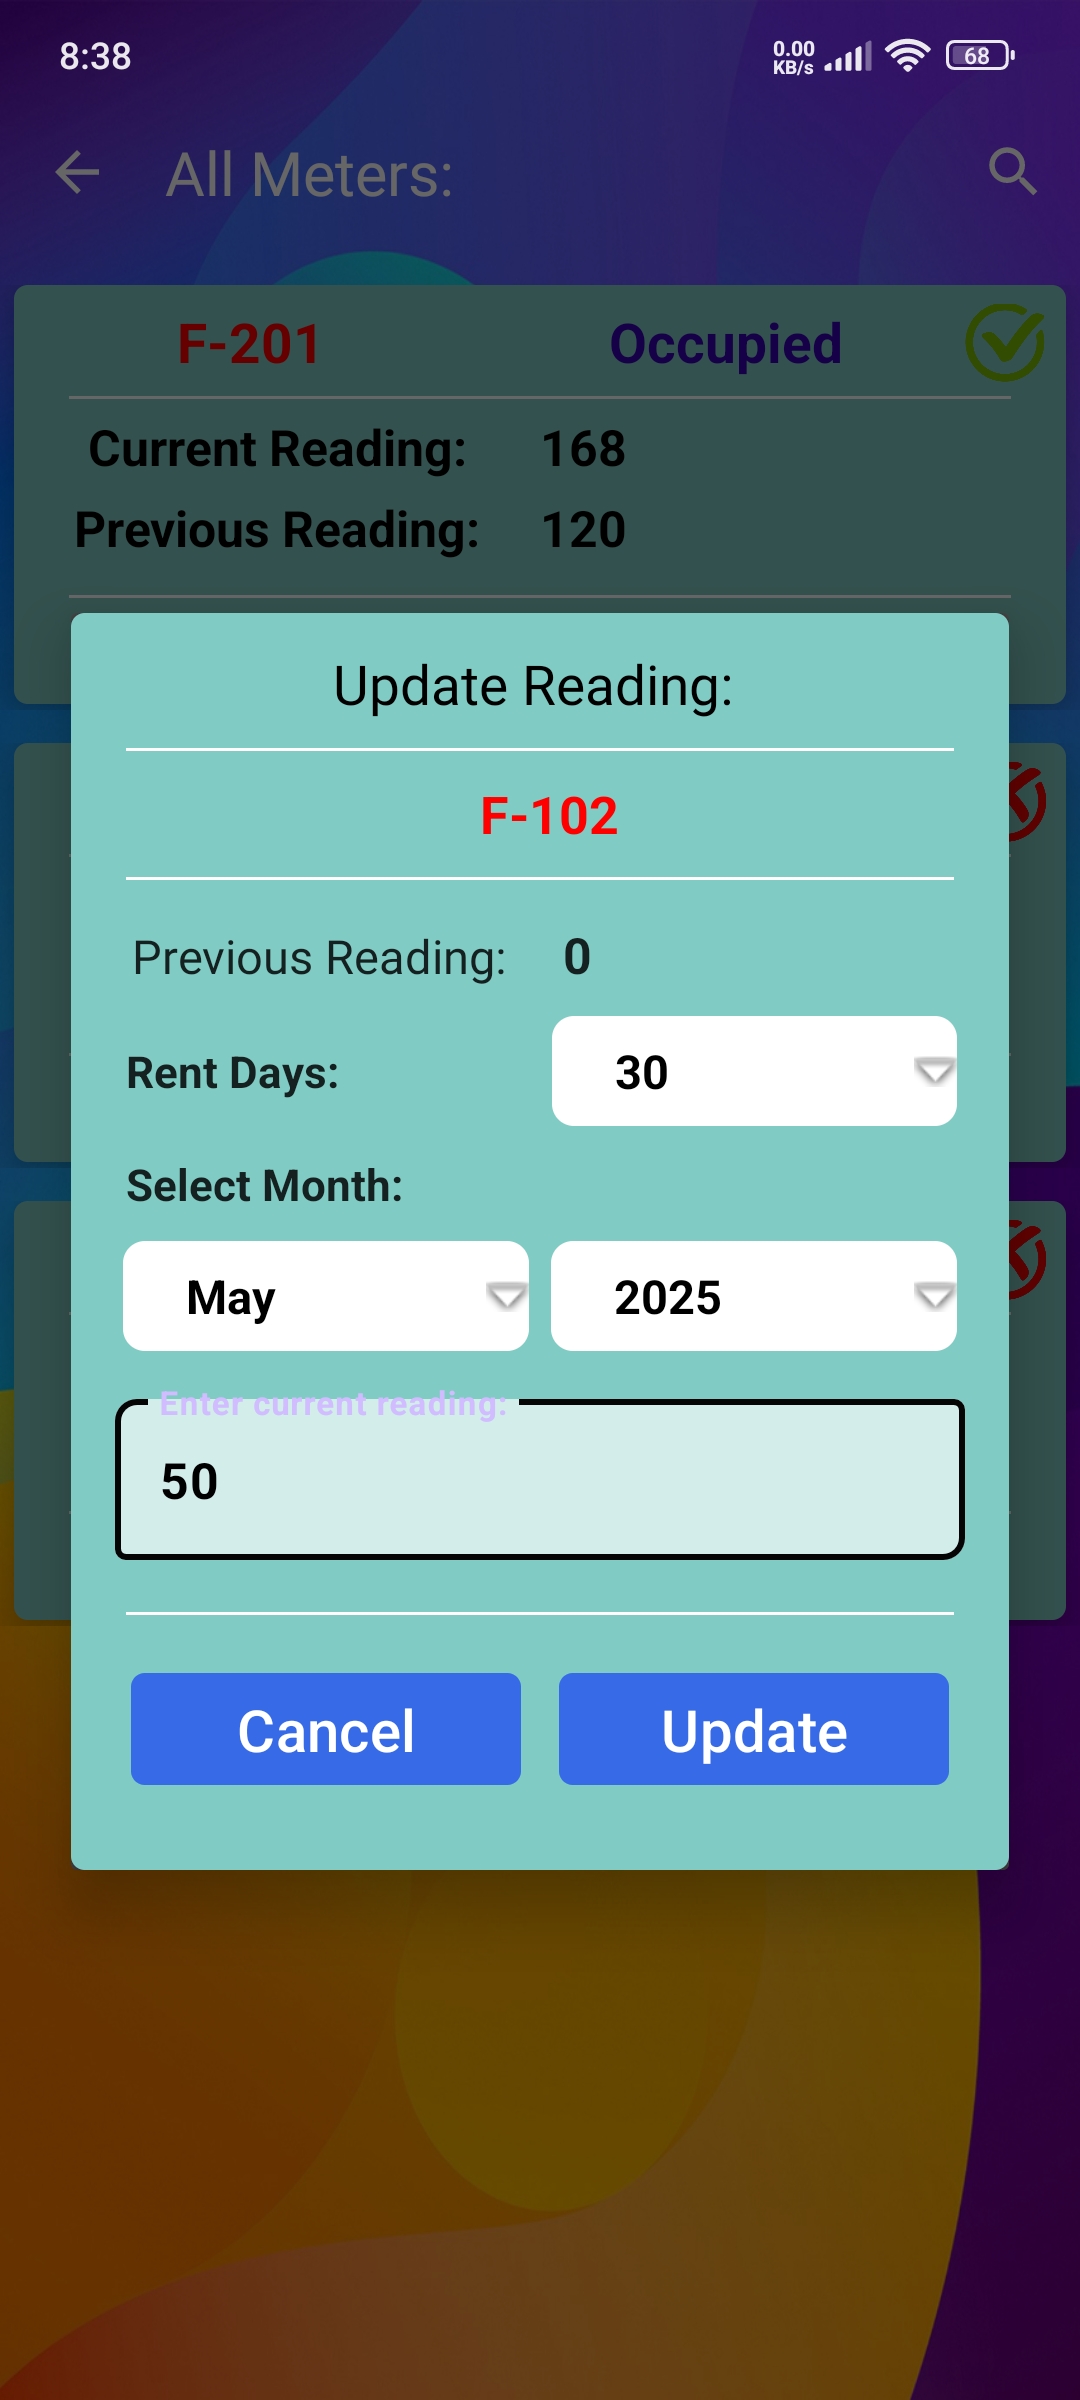 8:38
0.00
KB/s
68
All Meters:
F-201 Occupied
Current Reading: 168
Previous Reading: 120
Update Reading:
F-102
Previous Reading: 0
Rent Days: 30
Select Month:
May 2025
Enter current reading:
50
Cancel Update